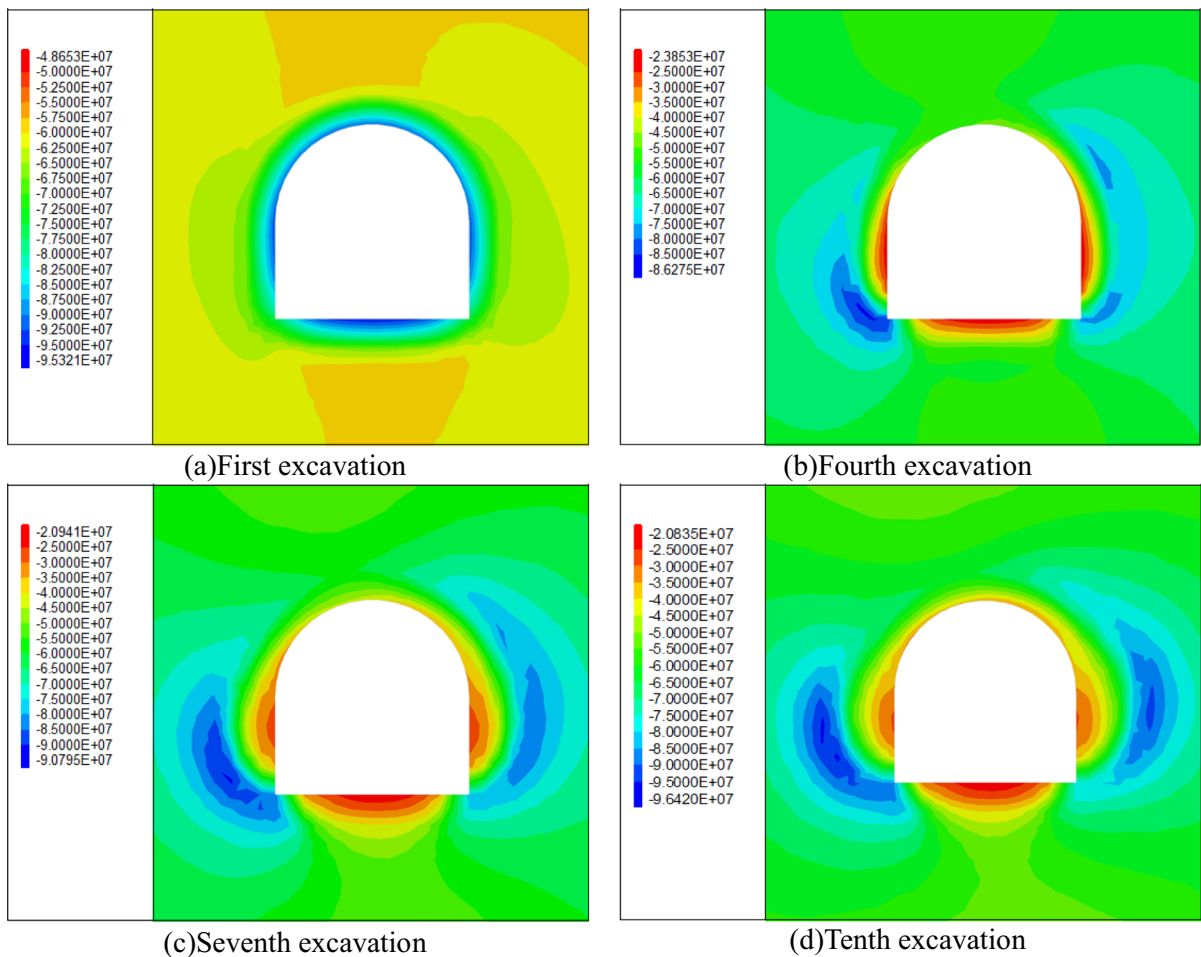 -4.8653E+07
-5.0000E+07
-5.2500E+07
-5.5000E+07
-5.7500E+07
-6.0000E+07
-6.2500E+07
-6.5000E+07
-6.7500E+07
-7.0000E+07
-7.2500E+07
-7.5000E+07
-7.7500E+07
-8.0000E+07
-8.2500E+07
-8.5000E+07
-8.7500E+07
-9.0000E+07
-9.2500E+07
-9.5000E+07
-9.5321E+07
(a)First excavation
-2.3853E+07
-2.5000E+07
-3.0000E+07
-3.5000E+07
-4.0000E+07
-4.5000E+07
-5.0000E+07
-5.5000E+07
-6.0000E+07
-6.5000E+07
-7.0000E+07
-7.5000E+07
-8.0000E+07
-8.5000E+07
-8.6275E+07
(b)Fourth excavation
-2.0941E+07
-2.5000E+07
-3.0000E+07
-3.5000E+07
-4.0000E+07
-4.5000E+07
-5.0000E+07
-5.5000E+07
-6.0000E+07
-6.5000E+07
-7.0000E+07
-7.5000E+07
-8.0000E+07
-8.5000E+07
-9.0000E+07
-9.0795E+07
(c)Seventh excavation
-2.0835E+07
-2.5000E+07
-3.0000E+07
-3.5000E+07
-4.0000E+07
-4.5000E+07
-5.0000E+07
-5.5000E+07
-6.0000E+07
-6.5000E+07
-7.0000E+07
-7.5000E+07
-8.0000E+07
-8.5000E+07
-9.0000E+07
-9.5000E+07
-9.6420E+07
(d)Tenth excavation